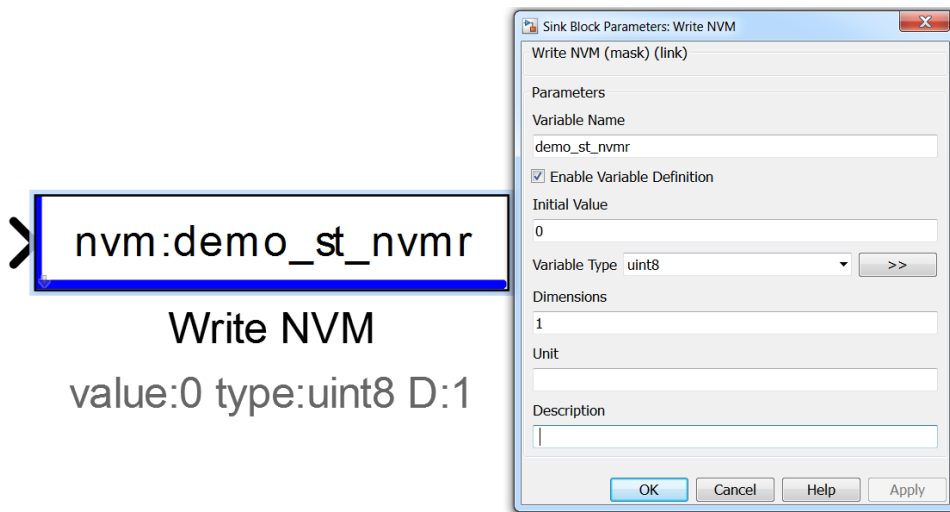 nvm:demo_st_nvmr
Write NVM
value:0 type:uint8 D:1
Sink Block Parameters: Write NVM
Write NVM (mask) (link)
Parameters
Variable Name
demo_st_nvmr
Enable Variable Definition
Initial Value
0
Variable Type uint8 >>
Dimensions
1
Unit
Description
OK Cancel Help Apply